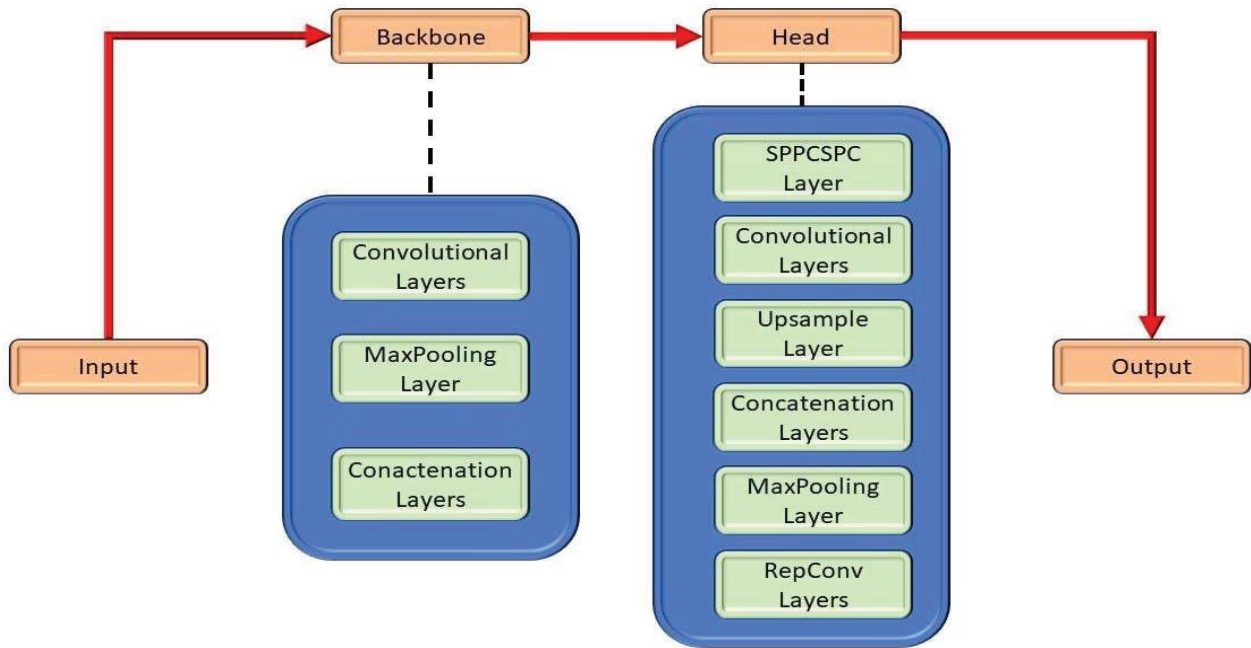 Backbone
Head
Input
Output
Convolutional
Layers
MaxPooling
Layer
Conactenation
Layers
SPPCSPC
Layer
Convolutional
Layers
Upsample
Layer
Concatenation
Layers
MaxPooling
Layer
RepConv
Layers